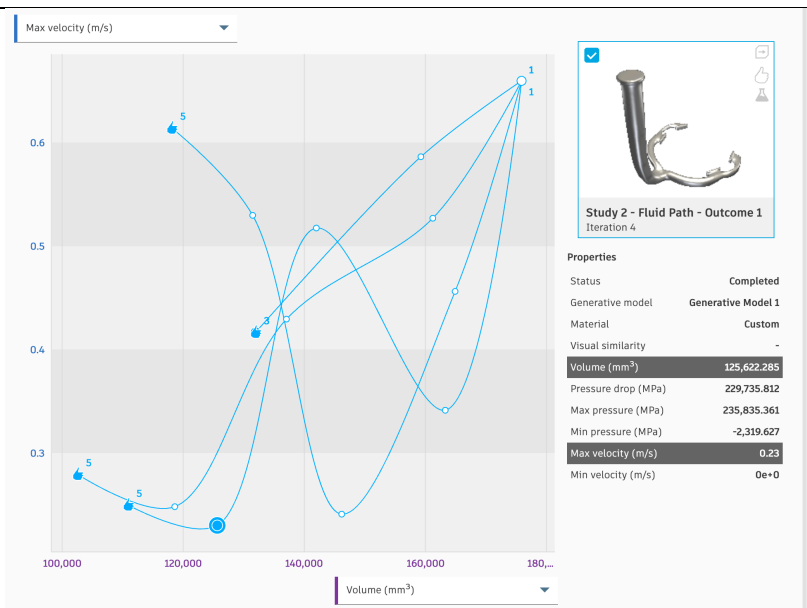 Max velocity (m/s)
1
1
5
3
5
5
0.6
0.5
0.4
0.3
100,000
120,000
140,000
160,000
180,...
Volume (mm³)
Study 2 - Fluid Path - Outcome 1
Iteration 4
Properties
Status Completed
Generative model Generative Model 1
Material Custom
Visual similarity -
Volume (mm³) 125,622.285
Pressure drop (MPa) 229,735.812
Max pressure (MPa) 235,835.361
Min pressure (MPa) -2,319.627
Max velocity (m/s) 0.23
Min velocity (m/s) 0e+0